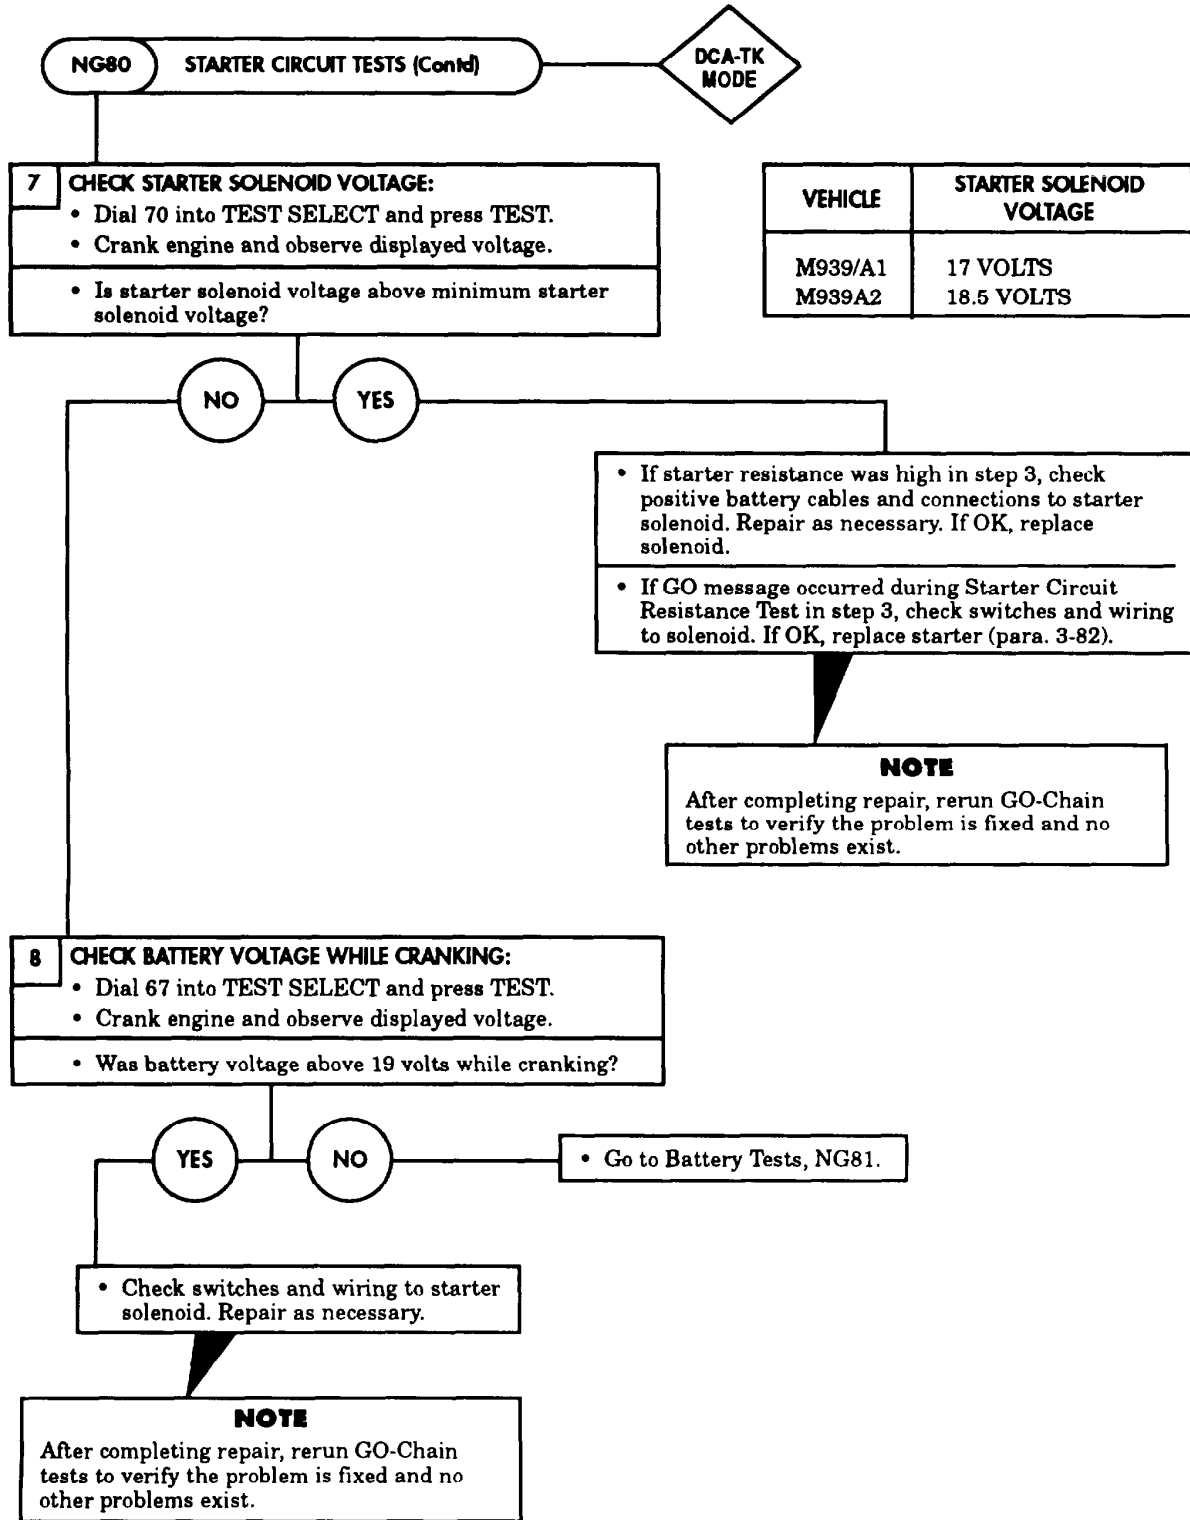 NG80 STARTER CIRCUIT TESTS (Contd)
DCA-TK
MODE
7 CHECK STARTER SOLENOID VOLTAGE:
• Dial 70 into TEST SELECT and press TEST.
• Crank engine and observe displayed voltage.
• Is starter solenoid voltage above minimum starter
solenoid voltage?
VEHICLE STARTER SOLENOID
VOLTAGE
M939/A1 17 VOLTS
M939A2 18.5 VOLTS
NO YES
• If starter resistance was high in step 3, check
positive battery cables and connections to starter
solenoid. Repair as necessary. If OK, replace
solenoid.
• If GO message occurred during Starter Circuit
Resistance Test in step 3, check switches and wiring
to solenoid. If OK, replace starter (para. 3-82).
NOTE
After completing repair, rerun GO-Chain
tests to verify the problem is fixed and no
other problems exist.
8 CHECK BATTERY VOLTAGE WHILE CRANKING:
• Dial 67 into TEST SELECT and press TEST.
• Crank engine and observe displayed voltage.
• Was battery voltage above 19 volts while cranking?
YES NO
• Go to Battery Tests, NG81.
• Check switches and wiring to starter
solenoid. Repair as necessary.
NOTE
After completing repair, rerun GO-Chain
tests to verify the problem is fixed and no
other problems exist.